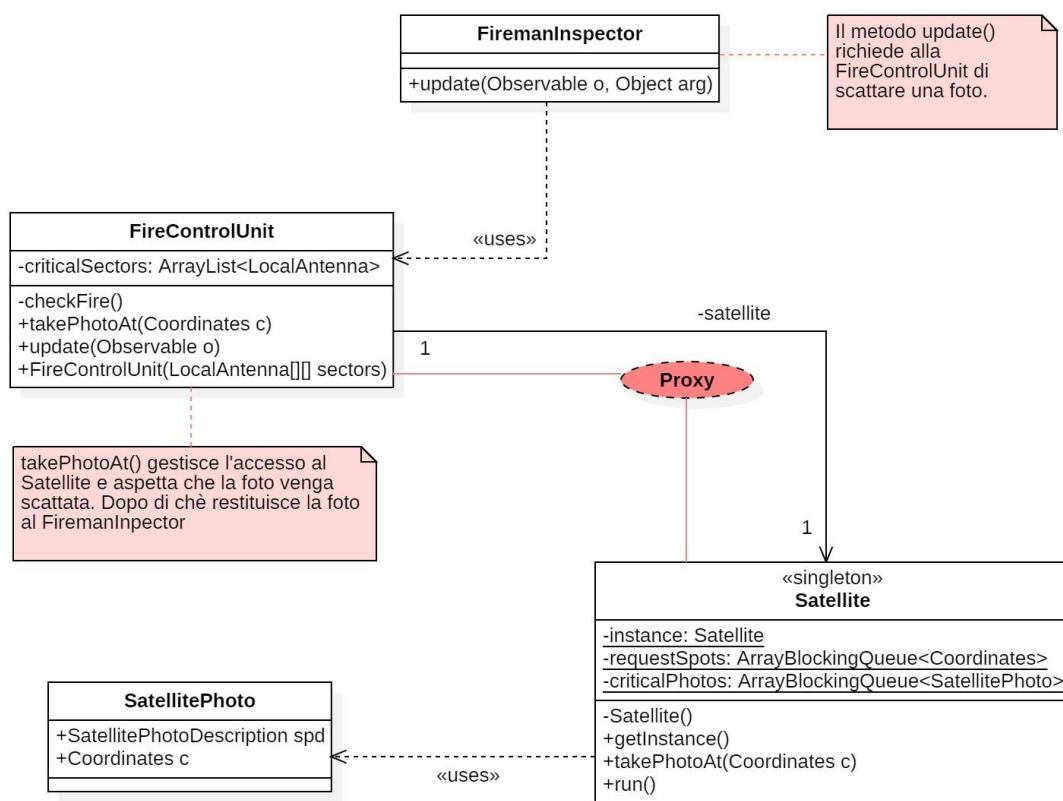 FiremanInspector
+update(Observable o, Object arg)
Il metodo update()
richiede alla
FireControlUnit di
scattare una foto.
«uses»
FireControlUnit
-criticalSectors: ArrayList<LocalAntenna>
-checkFire()
+takePhotoAt(Coordinates c)
+update(Observable o)
+FireControlUnit(LocalAntenna[][] sectors)
-satellite
1
Proxy
takePhotoAt() gestisce l'accesso al
Satellite e aspetta che la foto venga
scattata. Dopo di chè restituisce la foto
al FiremanInpector
1
«singleton»
Satellite
-instance: Satellite
-requestSpots: ArrayBlockingQueue<Coordinates>
-criticalPhotos: ArrayBlockingQueue<SatellitePhoto>
-Satellite()
+getInstance()
+takePhotoAt(Coordinates c)
+run()
SatellitePhoto
+SatellitePhotoDescription spd
+Coordinates c
«uses»